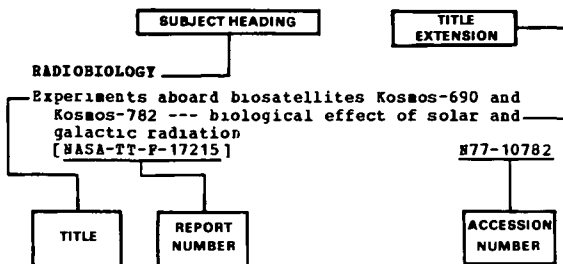 SUBJECT HEADING
TITLE
EXTENSION
RADIOBIOLOGY
Experiments aboard biosatellites Kosmos-690 and
Kosmos-782 --- biological effect of solar and
galactic radiation
[NASA-TT-F-17215]
N77-10782
TITLE
REPORT
NUMBER
ACCESSION
NUMBER